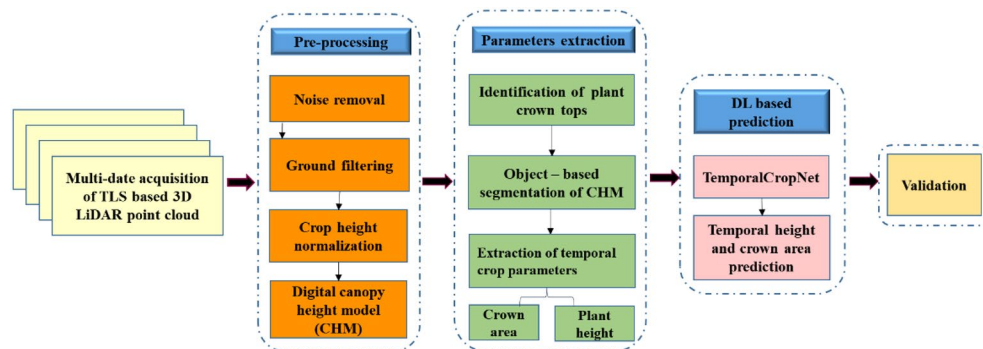 Multi-date acquisition
of TLS based 3D
LiDAR point cloud
Pre-processing
Noise removal
Ground filtering
Crop height
normalization
Digital canopy
height model
(CHM)
Parameters extraction
Identification of plant
crown tops
Object – based
segmentation of CHM
Extraction of temporal
crop parameters
Crown
area
Plant
height
DL based
prediction
TemporalCropNet
Temporal height
and crown area
prediction
Validation